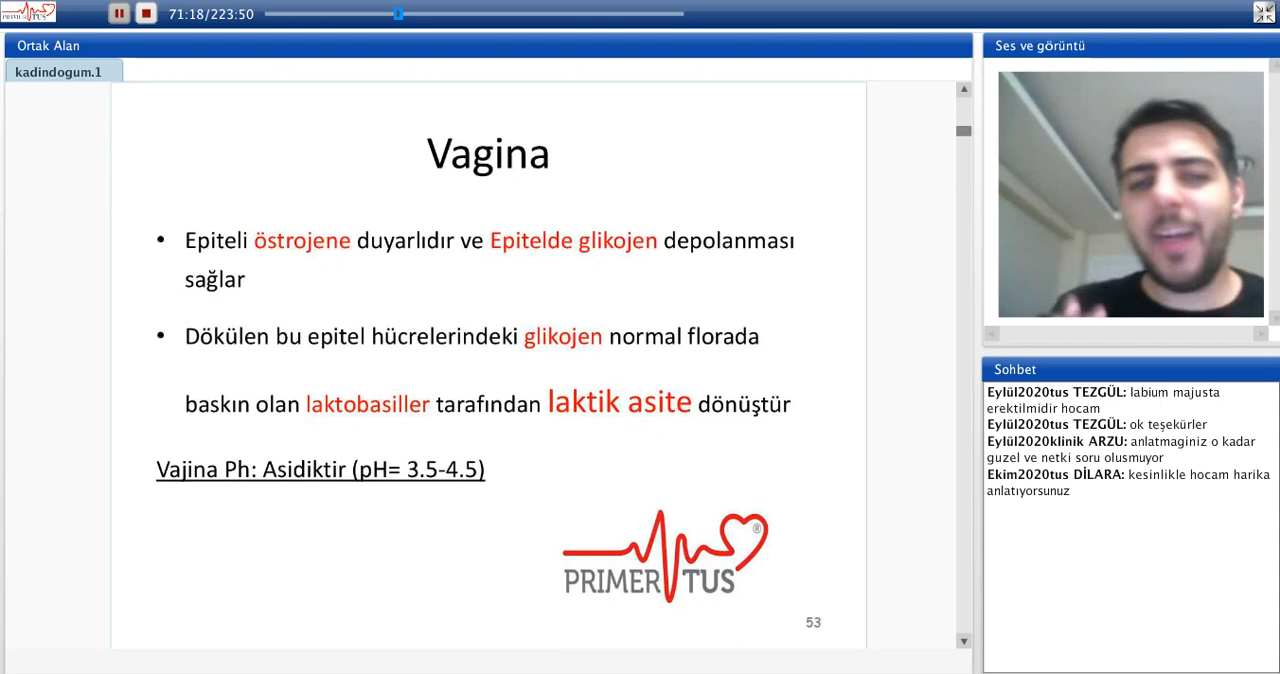 PRIMER TUS
71:18/223:50
Ortak Alan
kadindogum.1
Vagina
• Epiteli östrojene duyarlıdır ve Epitelde glikojen depolanması
sağlar
• Dökülen bu epitel hücrelerindeki glikojen normal florada
baskın olan laktobasiller tarafından laktik asite dönüştür
Vajina Ph: Asidiktir (pH= 3.5-4.5)
®
PRIMER TUS
53
Ses ve görüntü
Sohbet
Eylül2020tus TEZGÜL: labium majusta
erektilmidir hocam
Eylül2020tus TEZGÜL: ok teşekürler
Eylül2020klinik ARZU: anlatmaginiz o kadar
guzel ve netki soru olusmuyor
Ekim2020tus DİLARA: kesinlikle hocam harika
anlatıyorsunuz